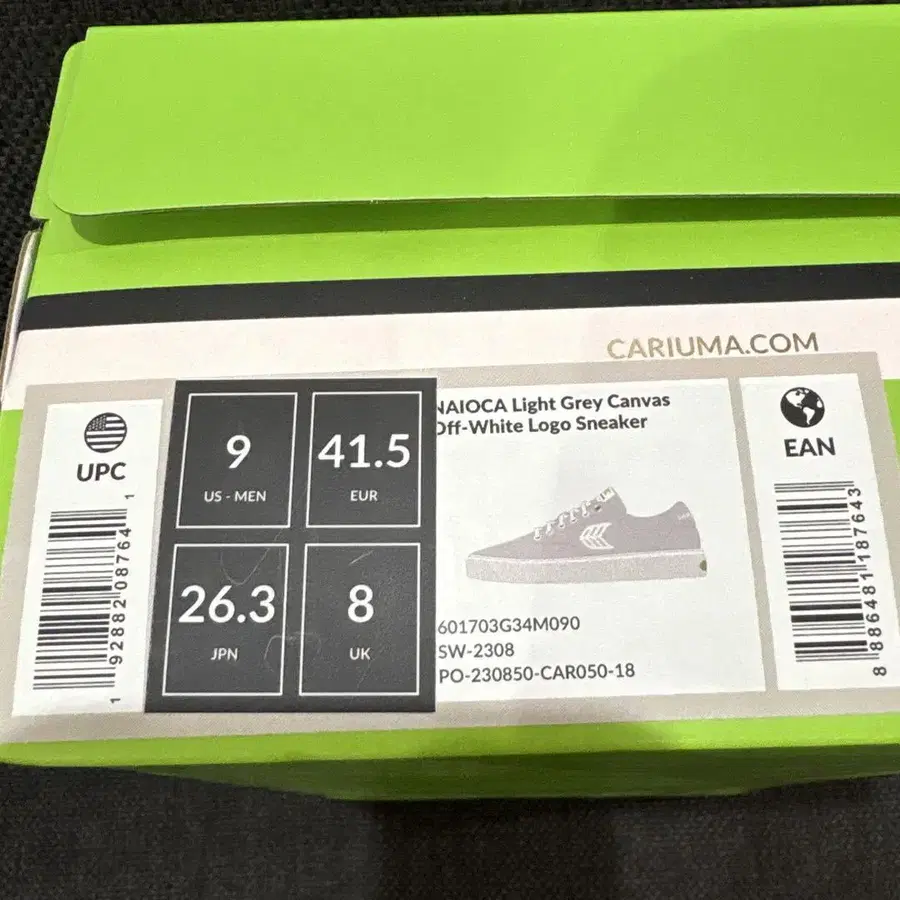 CARIUMA.COM
UPC
1 92882 08764 1
9
US - MEN
41.5
EUR
26.3
JPN
8
UK
NAIOCA Light Grey Canvas
Off-White Logo Sneaker
601703G34M090
SW-2308
PO-230850-CAR050-18
EAN
8 886481 187643